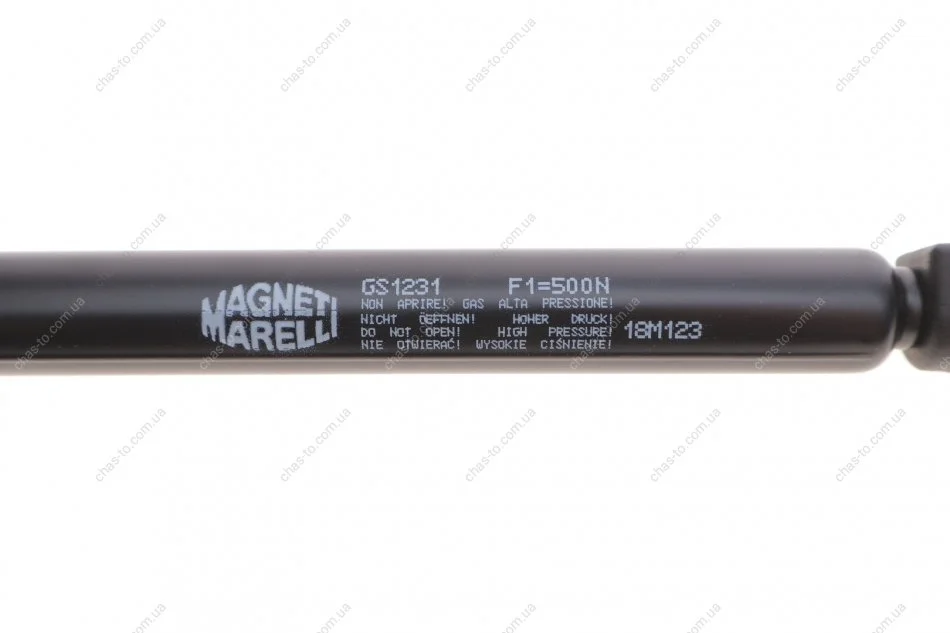 MAGNETI
MARELLI
GS1231 F1=500N
NON APRIRE! GAS ALTA PRESSIONE!
NICHT ÖEFFNEN! HOHER DRUCK!
DO NOT OPEN! HIGH PRESSURE!
NIE OTWIERAĆ! WYSOKIE CIŚNIENIE!
18M123
chas-to.com.ua